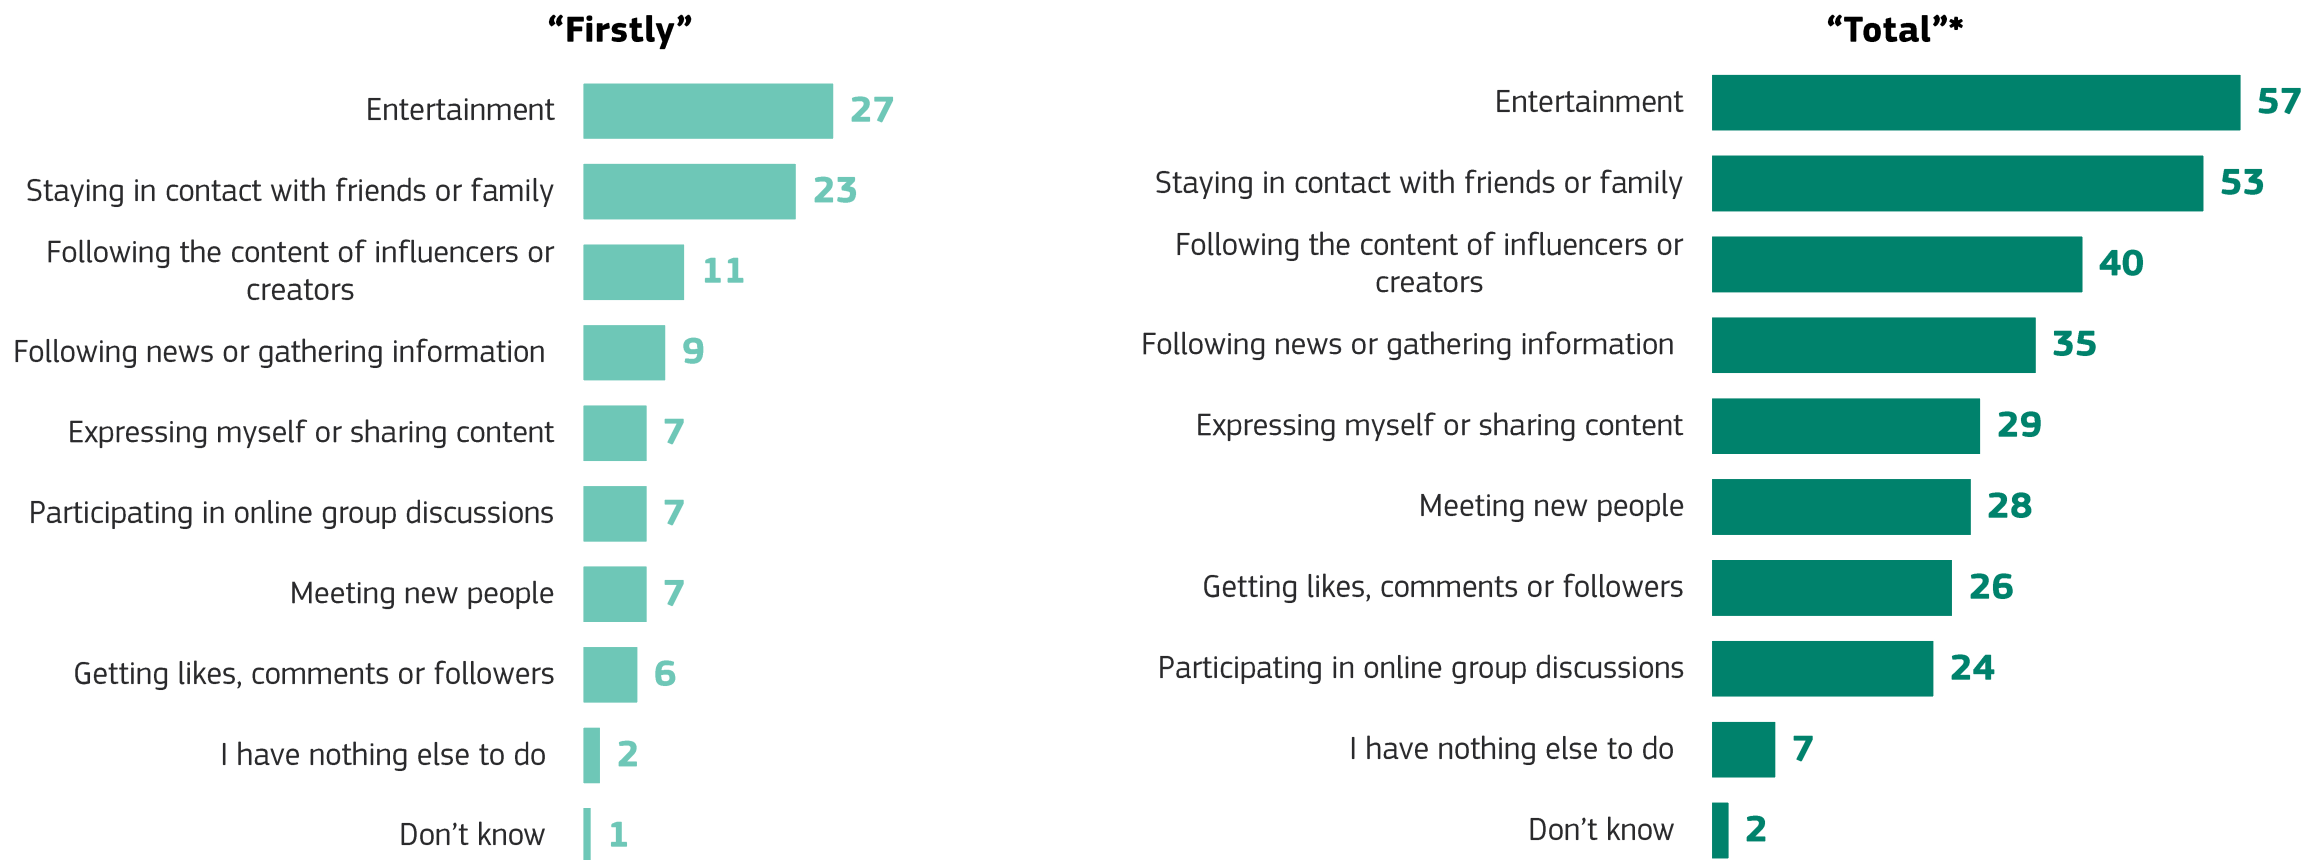 “Firstly”
Entertainment 27
Staying in contact with friends or family 23
Following the content of influencers or
creators 11
Following news or gathering information 9
Expressing myself or sharing content 7
Participating in online group discussions 7
Meeting new people 7
Getting likes, comments or followers 6
I have nothing else to do 2
Don’t know 1
“Total”*
Entertainment 57
Staying in contact with friends or family 53
Following the content of influencers or
creators 40
Following news or gathering information 35
Expressing myself or sharing content 29
Meeting new people 28
Getting likes, comments or followers 26
Participating in online group discussions 24
I have nothing else to do 7
Don’t know 2